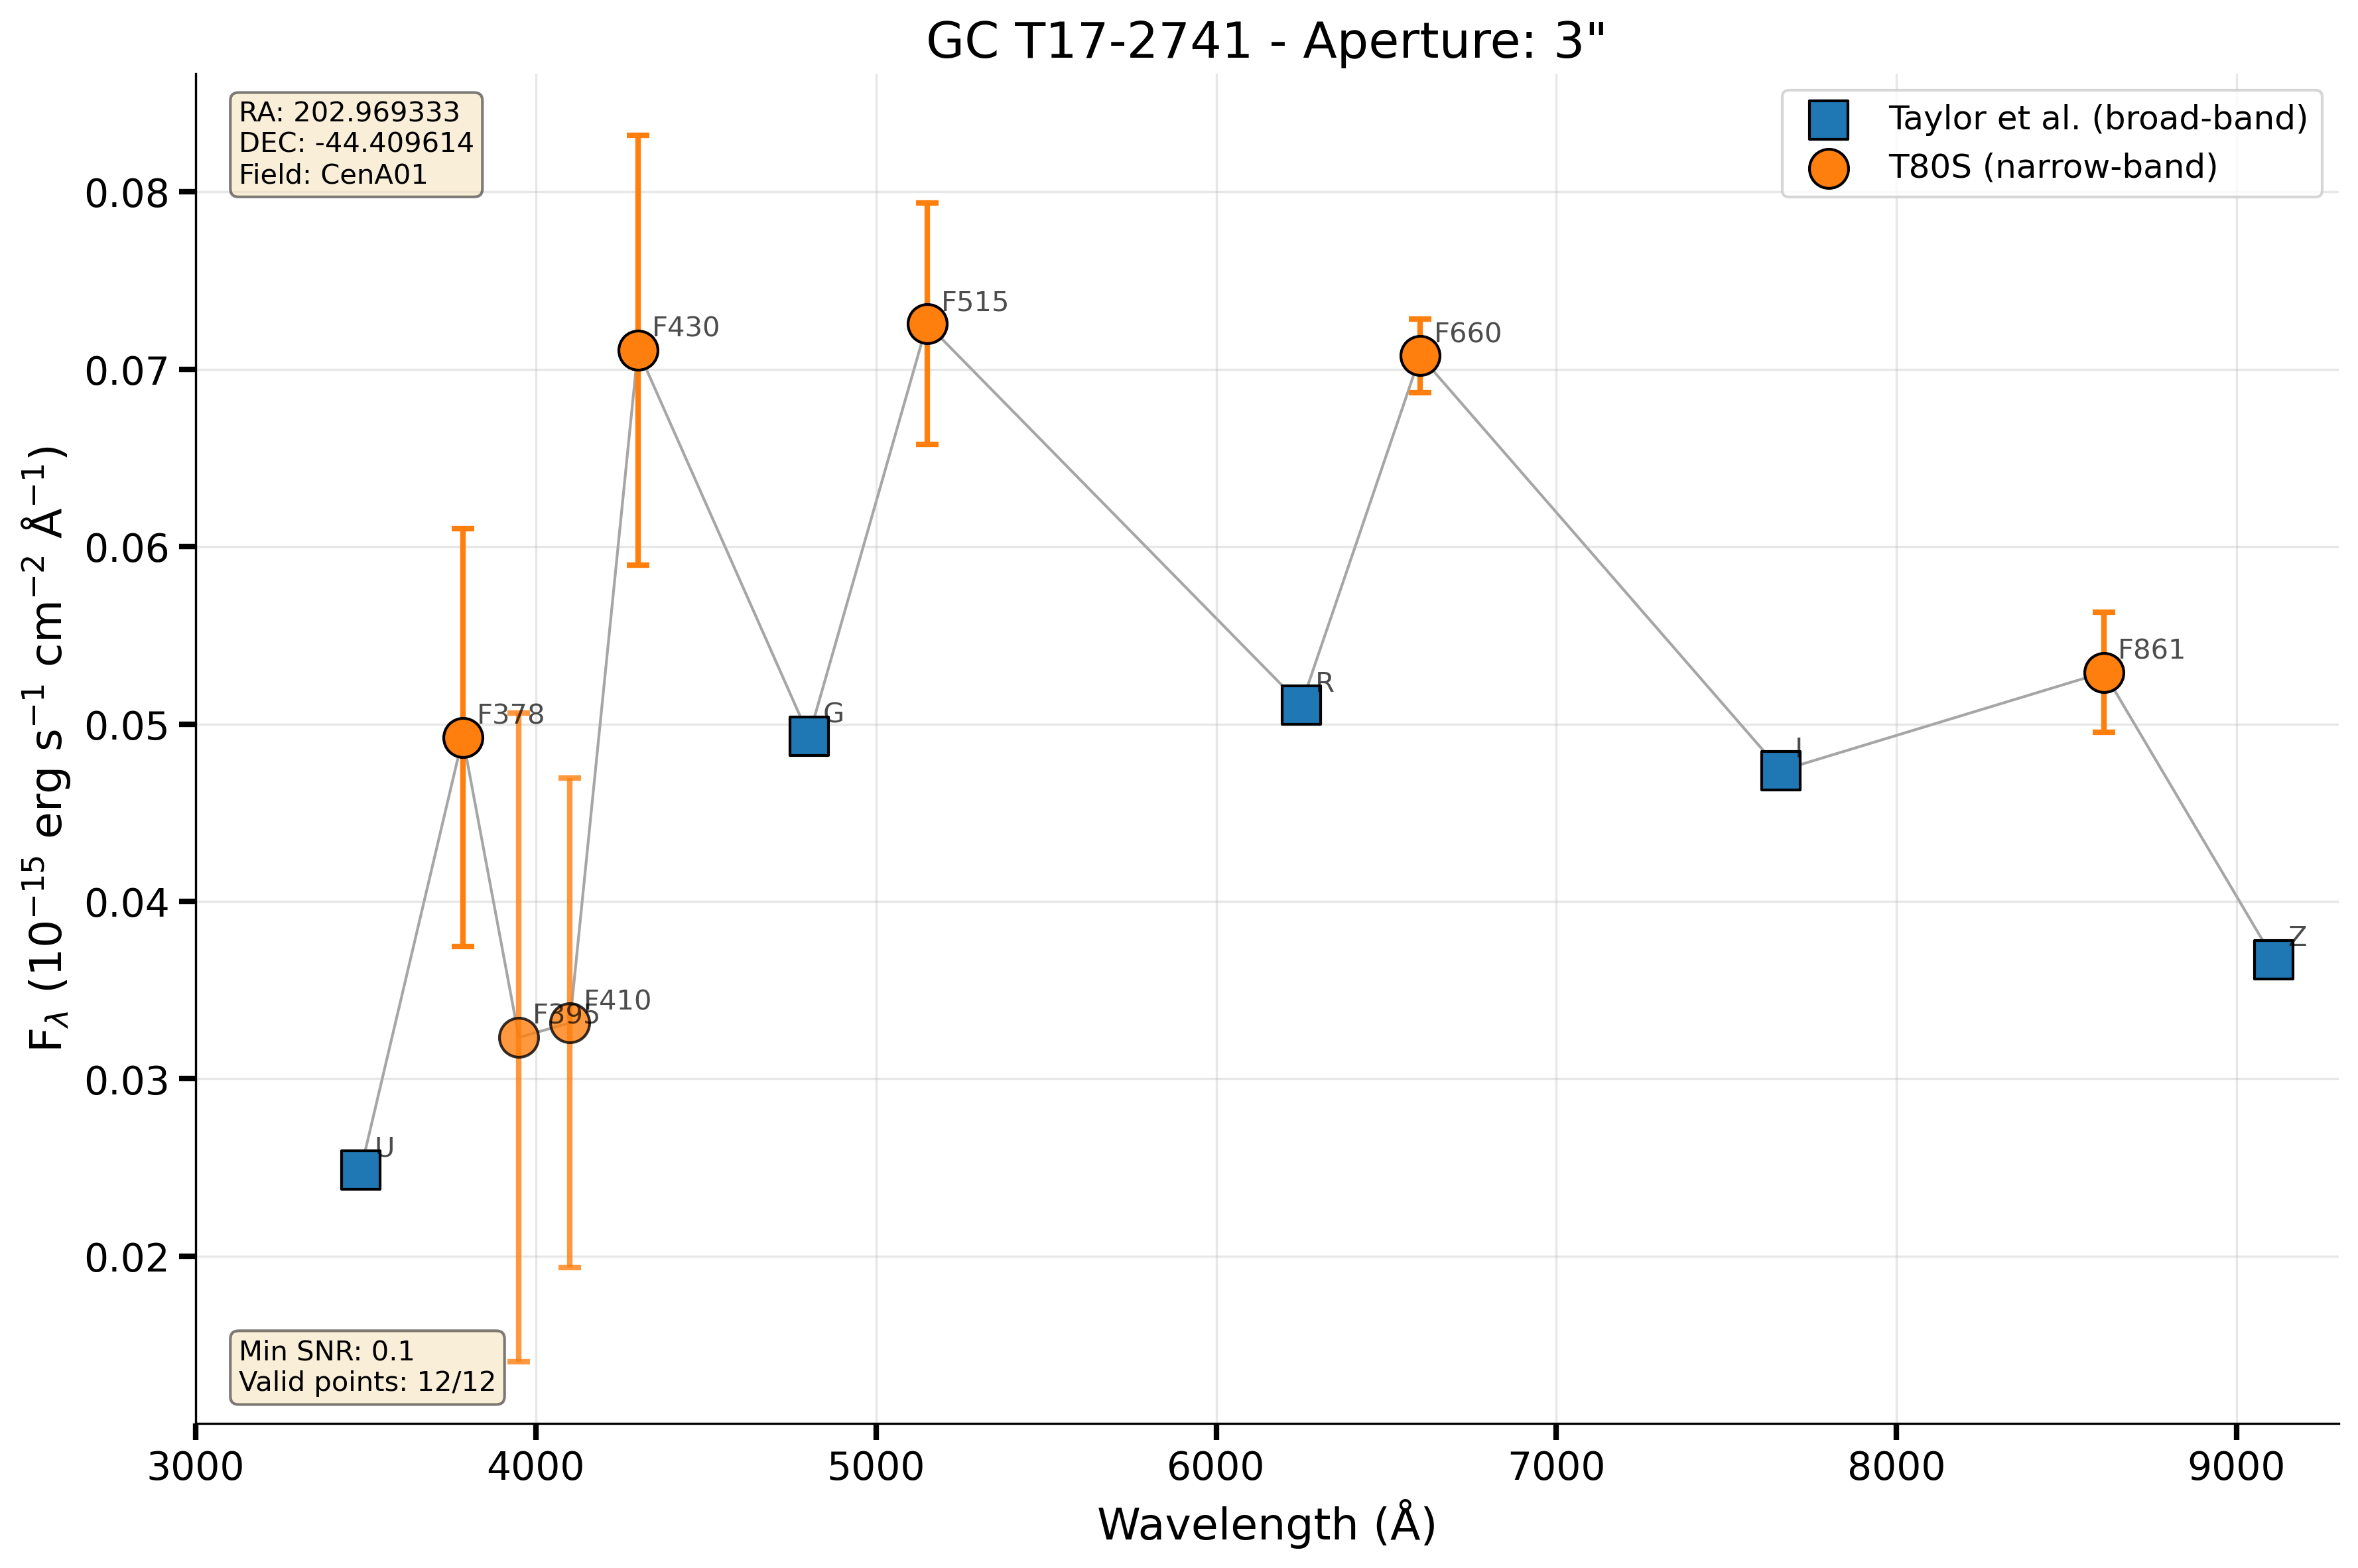 GC T17-2741 - Aperture: 3"
RA: 202.969333
DEC: -44.409614
Field: CenA01
Taylor et al. (broad-band)
T80S (narrow-band)
F$_{\lambda}$ (10$^{-15}$ erg s$^{-1}$ cm$^{-2}$ Å$^{-1}$)
0.08
0.07
0.06
0.05
0.04
0.03
0.02
F430
F515
F660
F378
G
R
I
F861
F395
F410
Z
U
Min SNR: 0.1
Valid points: 12/12
3000 4000 5000 6000 7000 8000 9000
Wavelength (Å)